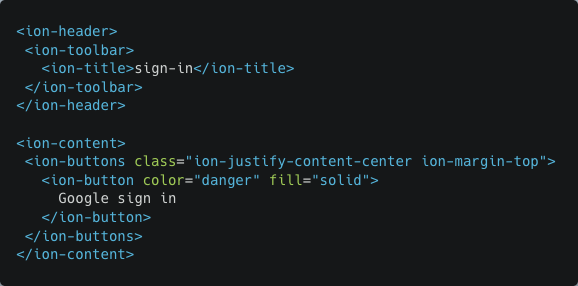 <ion-header>
 <ion-toolbar>
   <ion-title>sign-in</ion-title>
 </ion-toolbar>
</ion-header>

<ion-content>
 <ion-buttons class="ion-justify-content-center ion-margin-top">
   <ion-button color="danger" fill="solid">
     Google sign in
   </ion-button>
 </ion-buttons>
</ion-content>